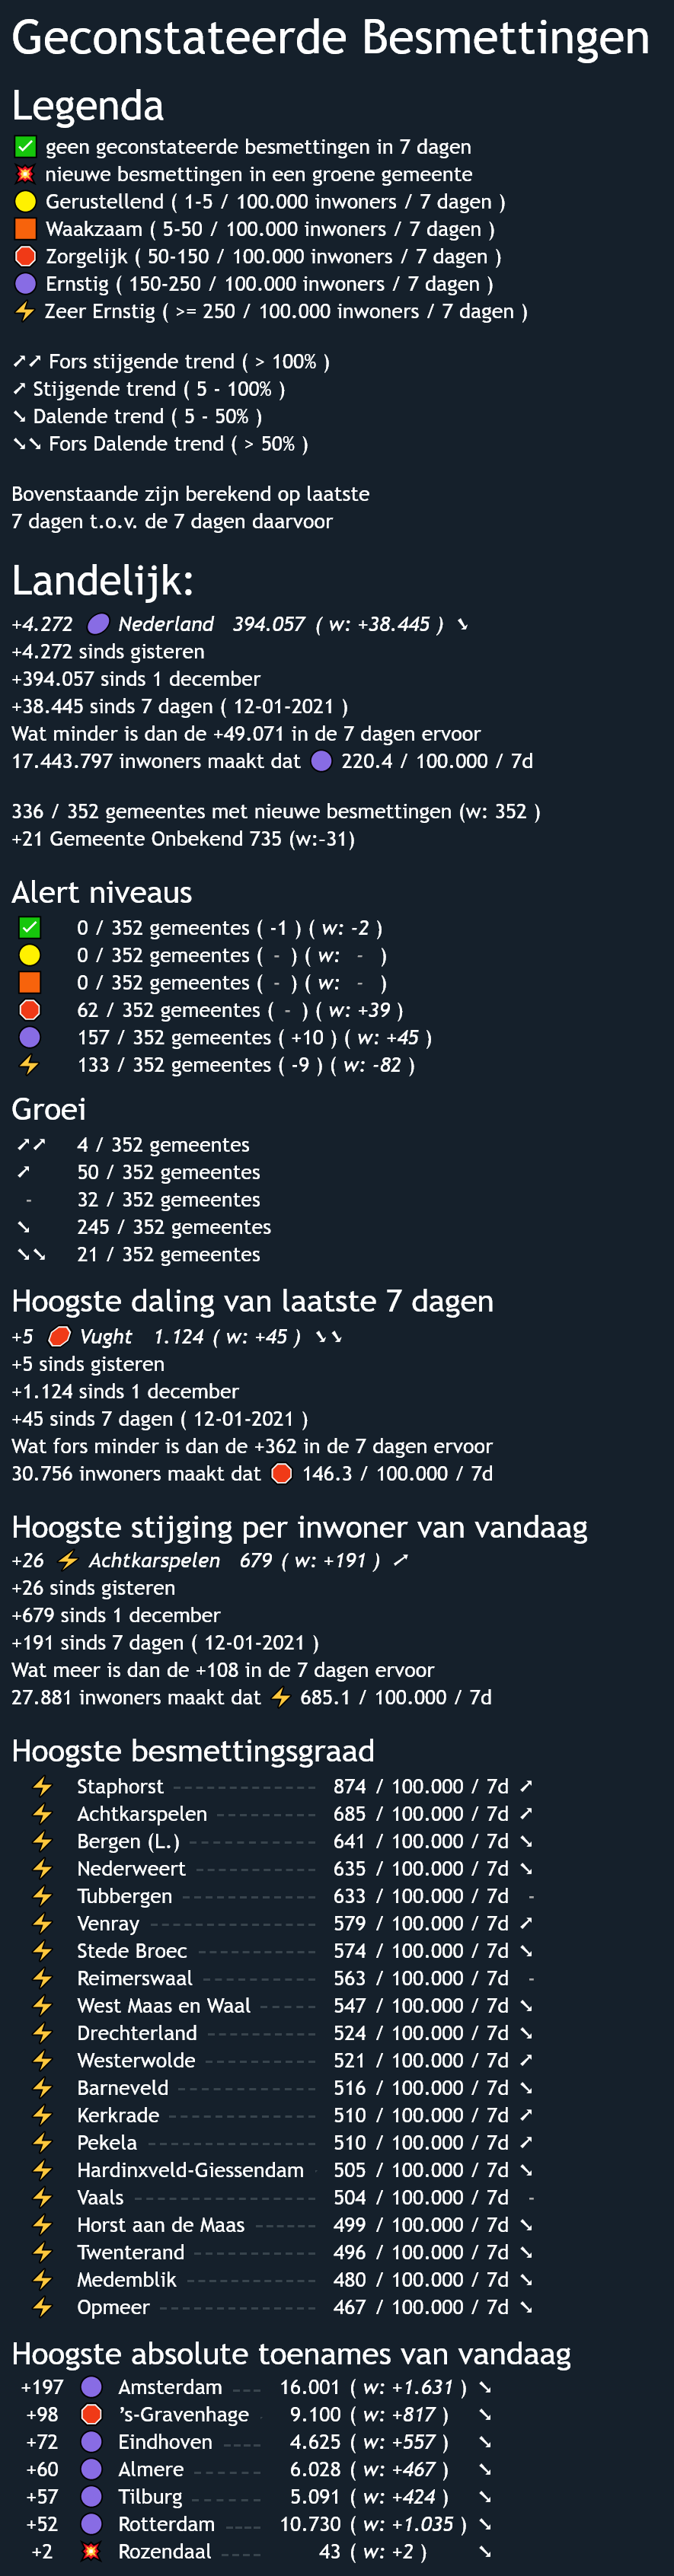 Geconstateerde Besmettingen
Legenda
✅ geen geconstateerde besmettingen in 7 dagen
💥 nieuwe besmettingen in een groene gemeente
🟡 Gerustellend ( 1-5 / 100.000 inwoners / 7 dagen )
🟧 Waakzaam ( 5-50 / 100.000 inwoners / 7 dagen )
🛑 Zorgelijk ( 50-150 / 100.000 inwoners / 7 dagen )
🟣 Ernstig ( 150-250 / 100.000 inwoners / 7 dagen )
⚡ Zeer Ernstig ( >= 250 / 100.000 inwoners / 7 dagen )
➚➚ Fors stijgende trend ( > 100% )
➚ Stijgende trend ( 5 - 100% )
➘ Dalende trend ( 5 - 50% )
➘➘ Fors Dalende trend ( > 50% )
Bovenstaande zijn berekend op laatste
7 dagen t.o.v. de 7 dagen daarvoor
Landelijk:
+4.272 🟣 Nederland 394.057 ( w: +38.445 ) ➘
+4.272 sinds gisteren
+394.057 sinds 1 december
+38.445 sinds 7 dagen ( 12-01-2021 )
Wat minder is dan de +49.071 in de 7 dagen ervoor
17.443.797 inwoners maakt dat 🟣 220.4 / 100.000 / 7d
336 / 352 gemeentes met nieuwe besmettingen (w: 352 )
+21 Gemeente Onbekend 735 (w:-31)
Alert niveaus
✅ 0 / 352 gemeentes ( -1 ) ( w: -2 )
🟡 0 / 352 gemeentes ( - ) ( w: - )
🟧 0 / 352 gemeentes ( - ) ( w: - )
🛑 62 / 352 gemeentes ( - ) ( w: +39 )
🟣 157 / 352 gemeentes ( +10 ) ( w: +45 )
⚡ 133 / 352 gemeentes ( -9 ) ( w: -82 )
Groei
➚➚ 4 / 352 gemeentes
➚ 50 / 352 gemeentes
- 32 / 352 gemeentes
➘ 245 / 352 gemeentes
➘➘ 21 / 352 gemeentes
Hoogste daling van laatste 7 dagen
+5 🛑 Vught 1.124 ( w: +45 ) ➘➘
+5 sinds gisteren
+1.124 sinds 1 december
+45 sinds 7 dagen ( 12-01-2021 )
Wat fors minder is dan de +362 in de 7 dagen ervoor
30.756 inwoners maakt dat 🛑 146.3 / 100.000 / 7d
Hoogste stijging per inwoner van vandaag
+26 ⚡ Achtkarspelen 679 ( w: +191 ) ➚
+26 sinds gisteren
+679 sinds 1 december
+191 sinds 7 dagen ( 12-01-2021 )
Wat meer is dan de +108 in de 7 dagen ervoor
27.881 inwoners maakt dat ⚡ 685.1 / 100.000 / 7d
Hoogste besmettingsgraad
⚡ Staphorst 874 / 100.000 / 7d ➚
⚡ Achtkarspelen 685 / 100.000 / 7d ➚
⚡ Bergen (L.) 641 / 100.000 / 7d ➘
⚡ Nederweert 635 / 100.000 / 7d ➘
⚡ Tubbergen 633 / 100.000 / 7d -
⚡ Venray 579 / 100.000 / 7d ➚
⚡ Stede Broec 574 / 100.000 / 7d ➘
⚡ Reimerswaal 563 / 100.000 / 7d -
⚡ West Maas en Waal 547 / 100.000 / 7d ➘
⚡ Drechterland 524 / 100.000 / 7d ➘
⚡ Westerwolde 521 / 100.000 / 7d ➚
⚡ Barneveld 516 / 100.000 / 7d ➘
⚡ Kerkrade 510 / 100.000 / 7d ➚
⚡ Pekela 510 / 100.000 / 7d ➚
⚡ Hardinxveld-Giessendam 505 / 100.000 / 7d ➘
⚡ Vaals 504 / 100.000 / 7d -
⚡ Horst aan de Maas 499 / 100.000 / 7d ➘
⚡ Twenterand 496 / 100.000 / 7d ➘
⚡ Medemblik 480 / 100.000 / 7d ➘
⚡ Opmeer 467 / 100.000 / 7d ➘
Hoogste absolute toenames van vandaag
+197 🟣 Amsterdam 16.001 ( w: +1.631 ) ➘
+98 🛑 's-Gravenhage 9.100 ( w: +817 ) ➘
+72 🟣 Eindhoven 4.625 ( w: +557 ) ➘
+60 🟣 Almere 6.028 ( w: +467 ) ➘
+57 🟣 Tilburg 5.091 ( w: +424 ) ➘
+52 🟣 Rotterdam 10.730 ( w: +1.035 ) ➘
+2 💥 Rozendaal 43 ( w: +2 ) ➘